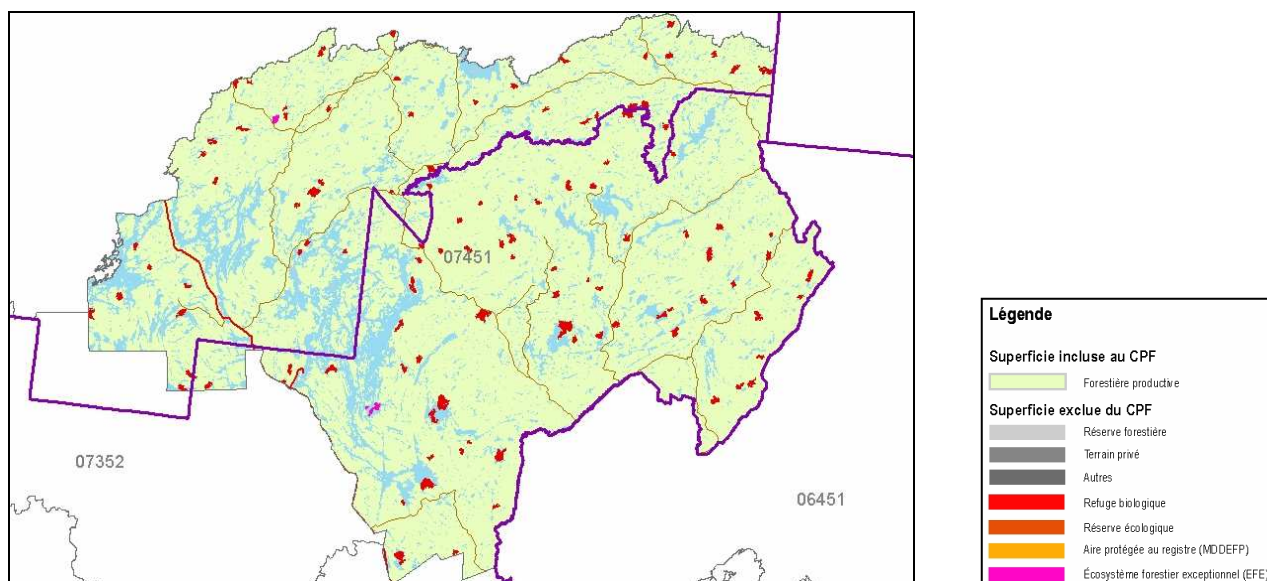 07451
07352
06451
Légende
Superficie incluse au CPF
Forestière productive
Superficie exclue du CPF
Réserve forestière
Terrain privé
Autres
Refuge biologique
Réserve écologique
Aire protégée au registre (MDDEFP)
Écosystème forestier exceptionnel (EFE)